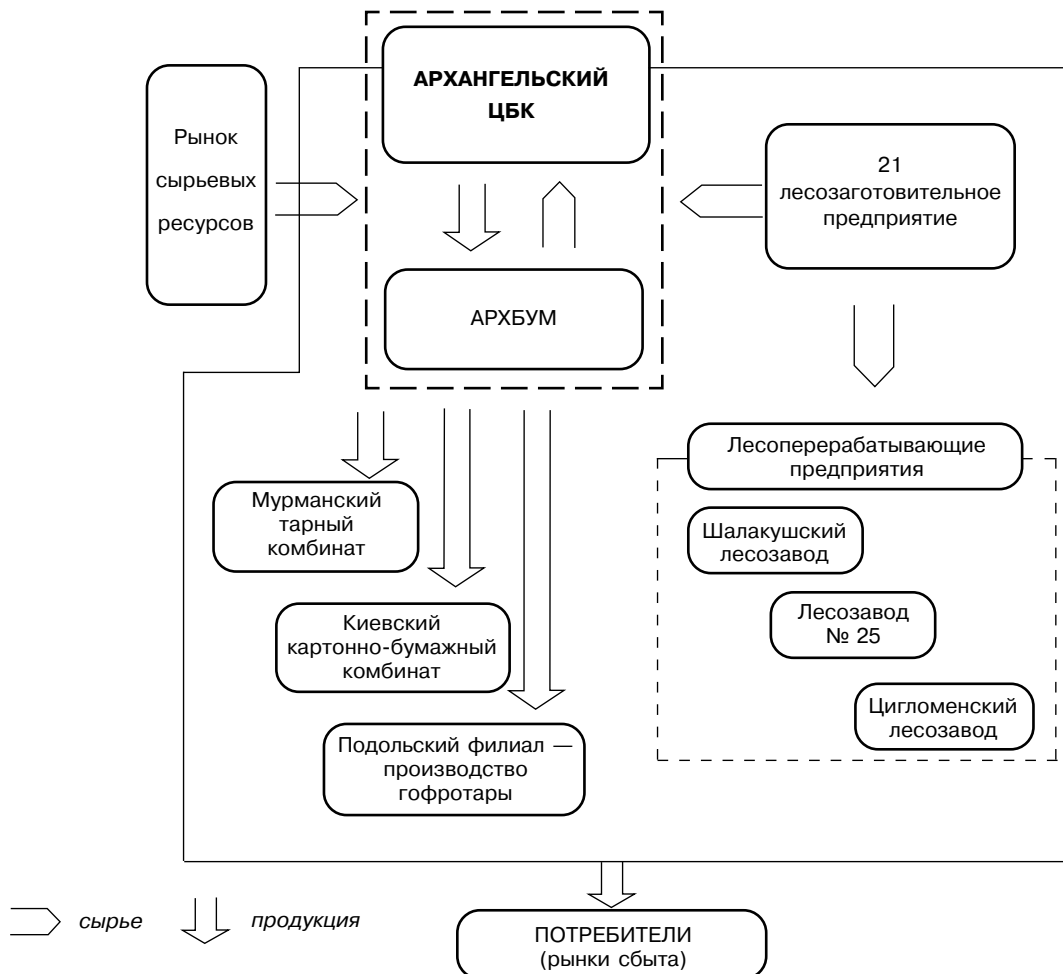 АРХАНГЕЛЬСКИЙ
ЦБК
Рынок
сырьевых
ресурсов
21
лесозаготовительное
предприятие
АРХБУМ
Лесоперерабатывающие
предприятия
Мурманский
тарный
комбинат
Шалакушский
лесозавод
Киевский
картонно-бумажный
комбинат
Лесозавод
№ 25
Цигломенский
лесозавод
Подольский филиал —
производство
гофротары
сырье
продукция
ПОТРЕБИТЕЛИ
(рынки сбыта)